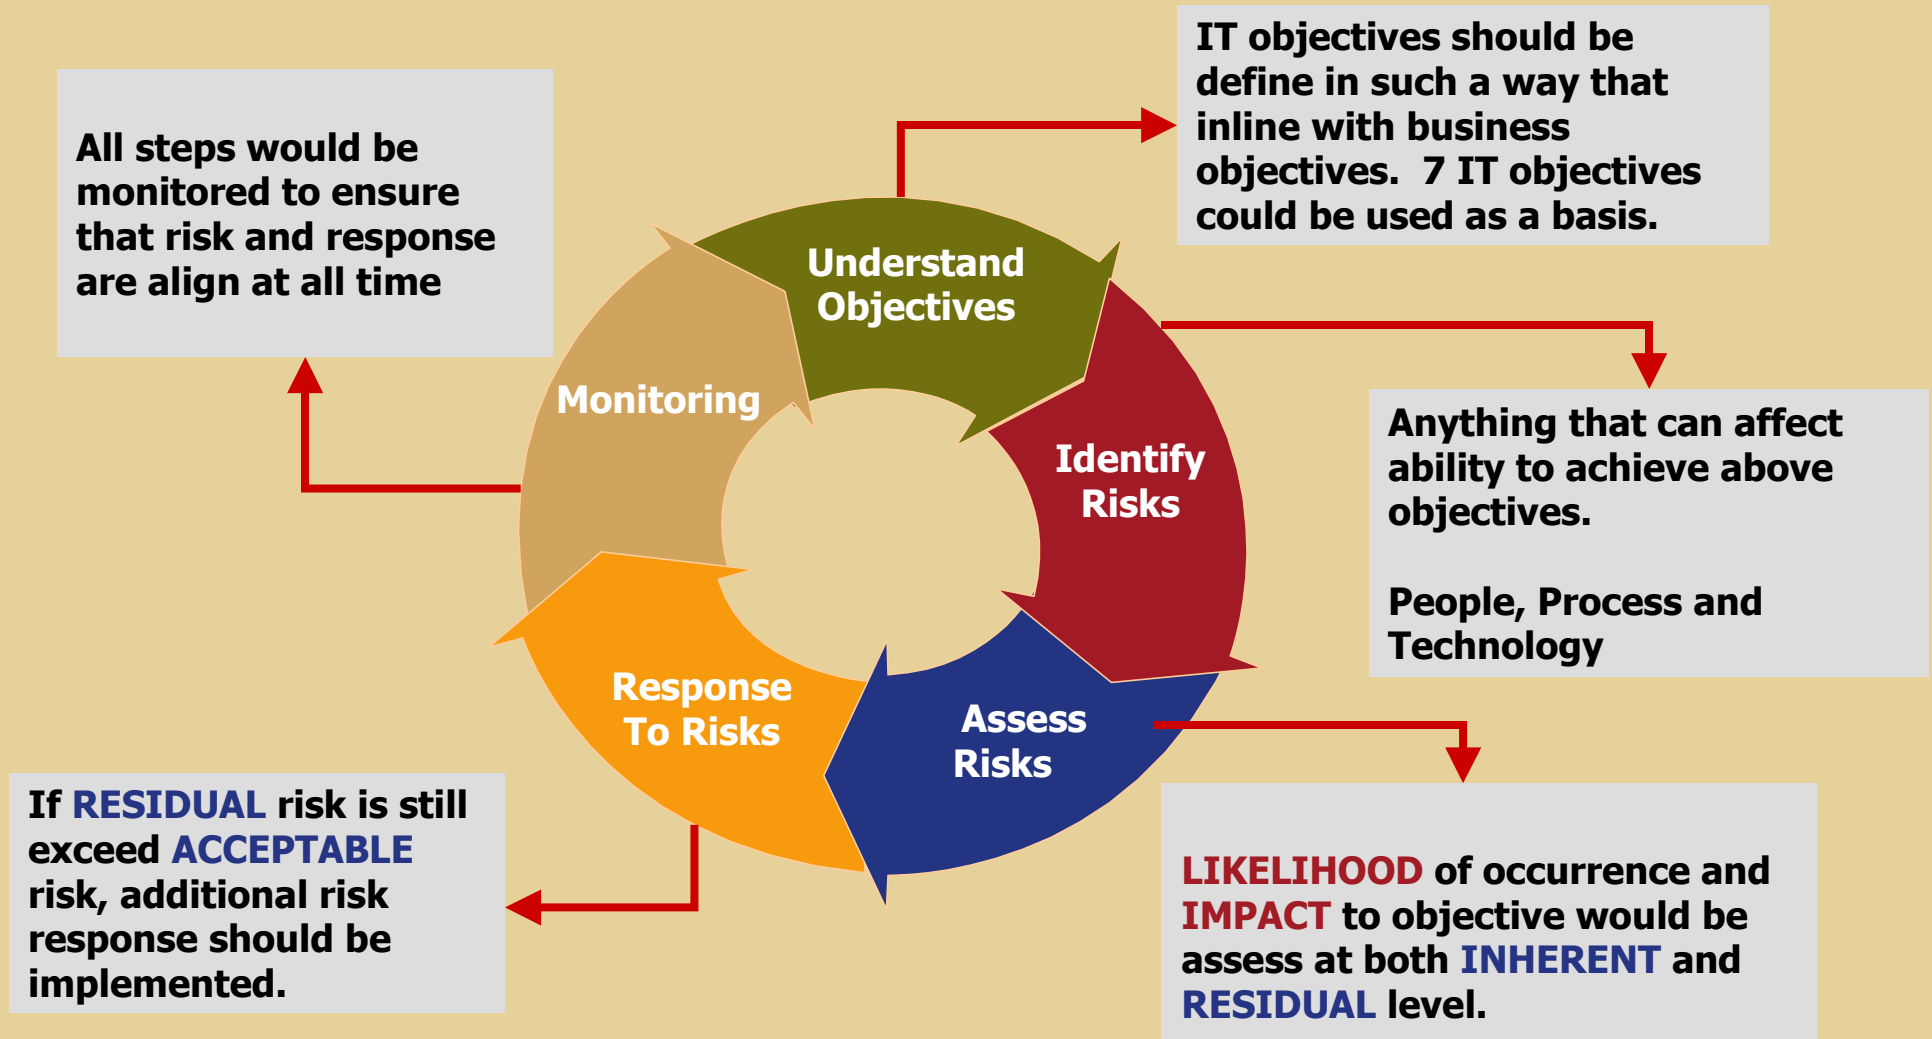 IT objectives should be
define in such a way that
inline with business
objectives.  7 IT objectives
could be used as a basis.
All steps would be
monitored to ensure
that risk and response
are align at all time
Understand
Objectives
Monitoring
Identify
Risks
Anything that can affect
ability to achieve above
objectives.
People, Process and
Technology
Response
To Risks
Assess
Risks
If RESIDUAL risk is still
exceed ACCEPTABLE
risk, additional risk
response should be
implemented.
LIKELIHOOD of occurrence and
IMPACT to objective would be
assess at both INHERENT and
RESIDUAL level.